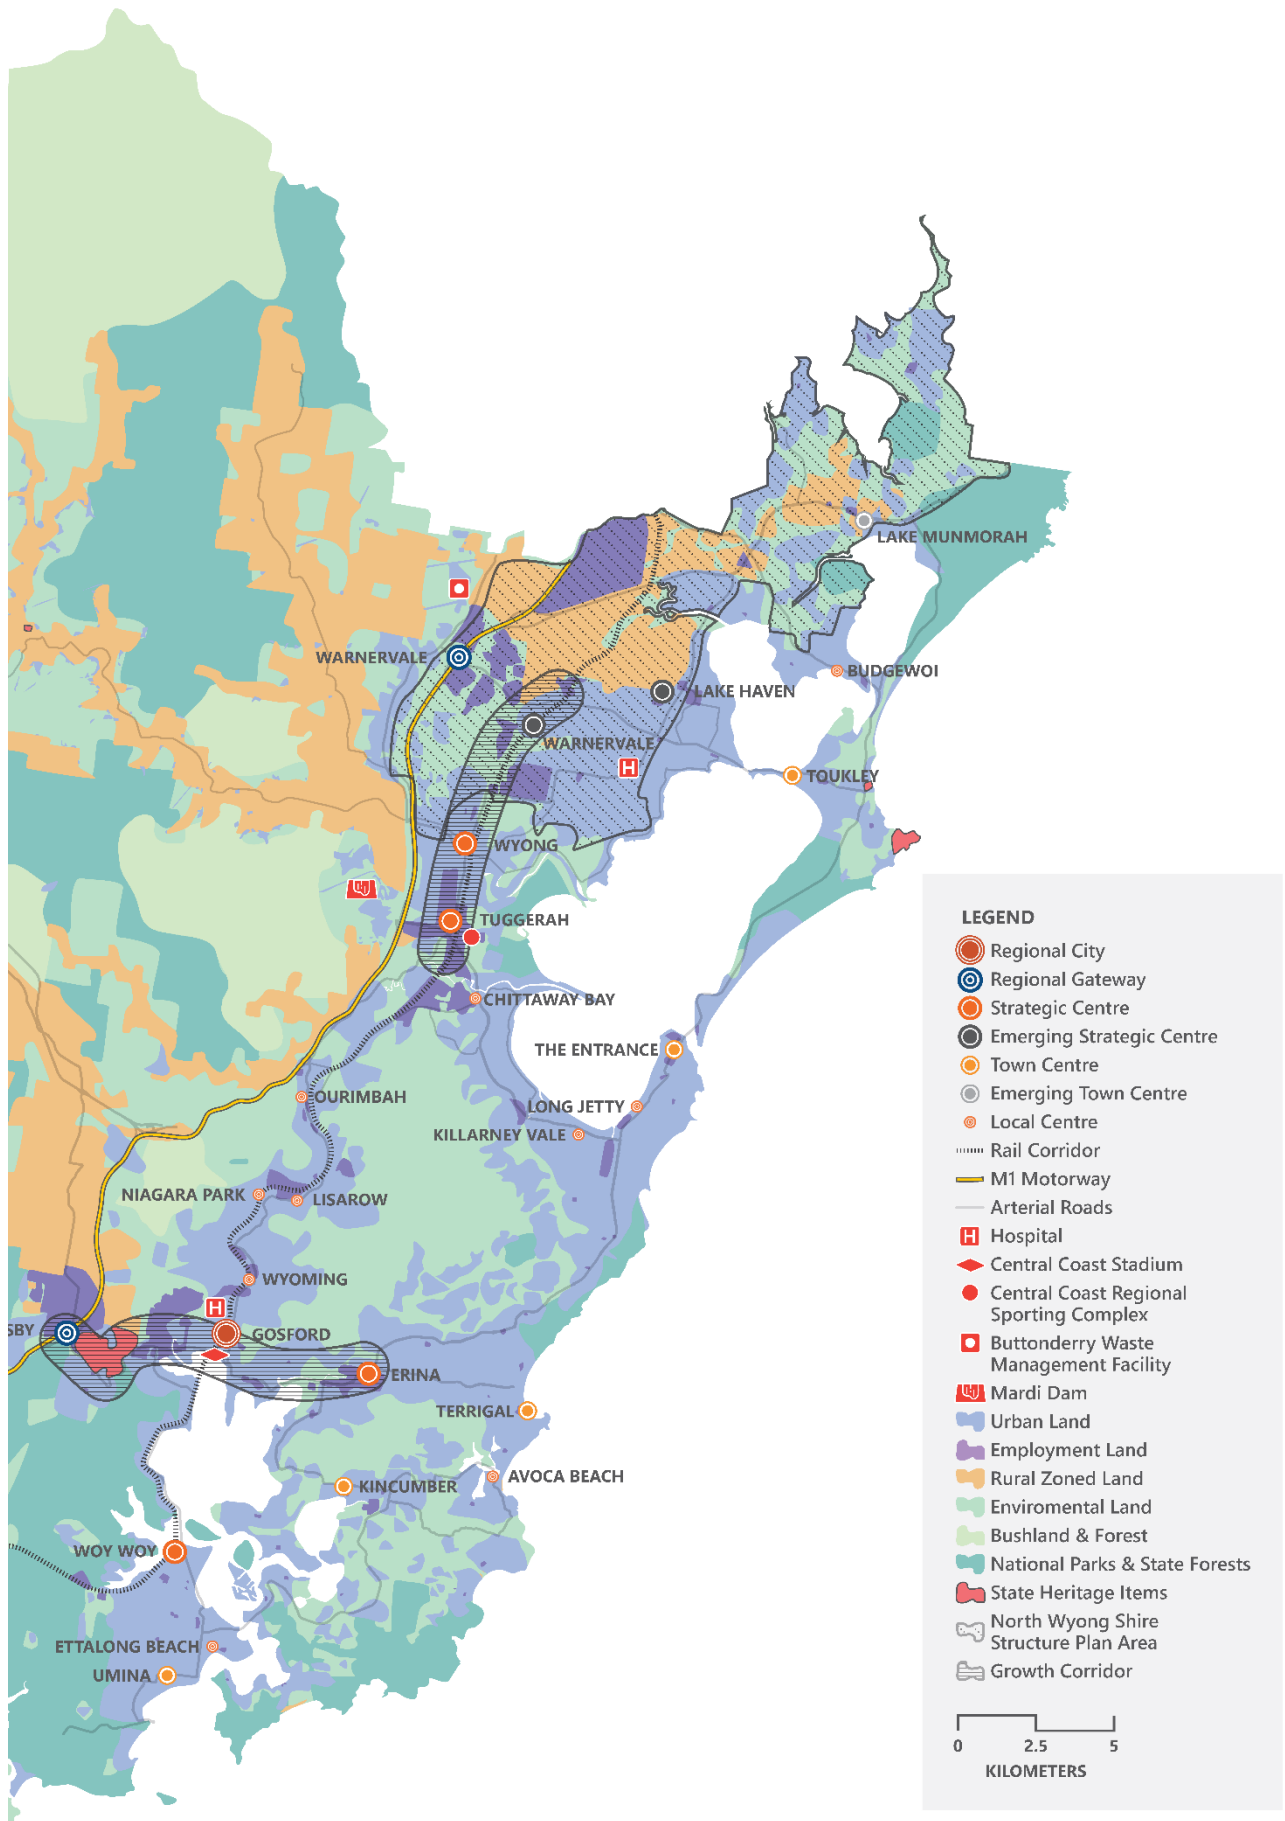 LAKE MUNMORAH
WARNERVALE
BUDGEWOI
LAKE HAVEN
WARNERVALE
H
TOUKLEY
WYONG
TUGGERAH
CHITTAWAY BAY
THE ENTRANCE
OURIMBAH
LONG JETTY
KILLARNEY VALE
NIAGARA PARK
LISAROW
WYOMING
H
SBY
GOSFORD
ERINA
TERRIGAL
AVOCA BEACH
KINCUMBER
WOY WOY
ETTALONG BEACH
UMINA
LEGEND
Regional City
Regional Gateway
Strategic Centre
Emerging Strategic Centre
Town Centre
Emerging Town Centre
Local Centre
Rail Corridor
M1 Motorway
Arterial Roads
H Hospital
Central Coast Stadium
Central Coast Regional
Sporting Complex
Buttonderry Waste
Management Facility
Mardi Dam
Urban Land
Employment Land
Rural Zoned Land
Enviromental Land
Bushland & Forest
National Parks & State Forests
State Heritage Items
North Wyong Shire
Structure Plan Area
Growth Corridor
0 2.5 5
KILOMETERS